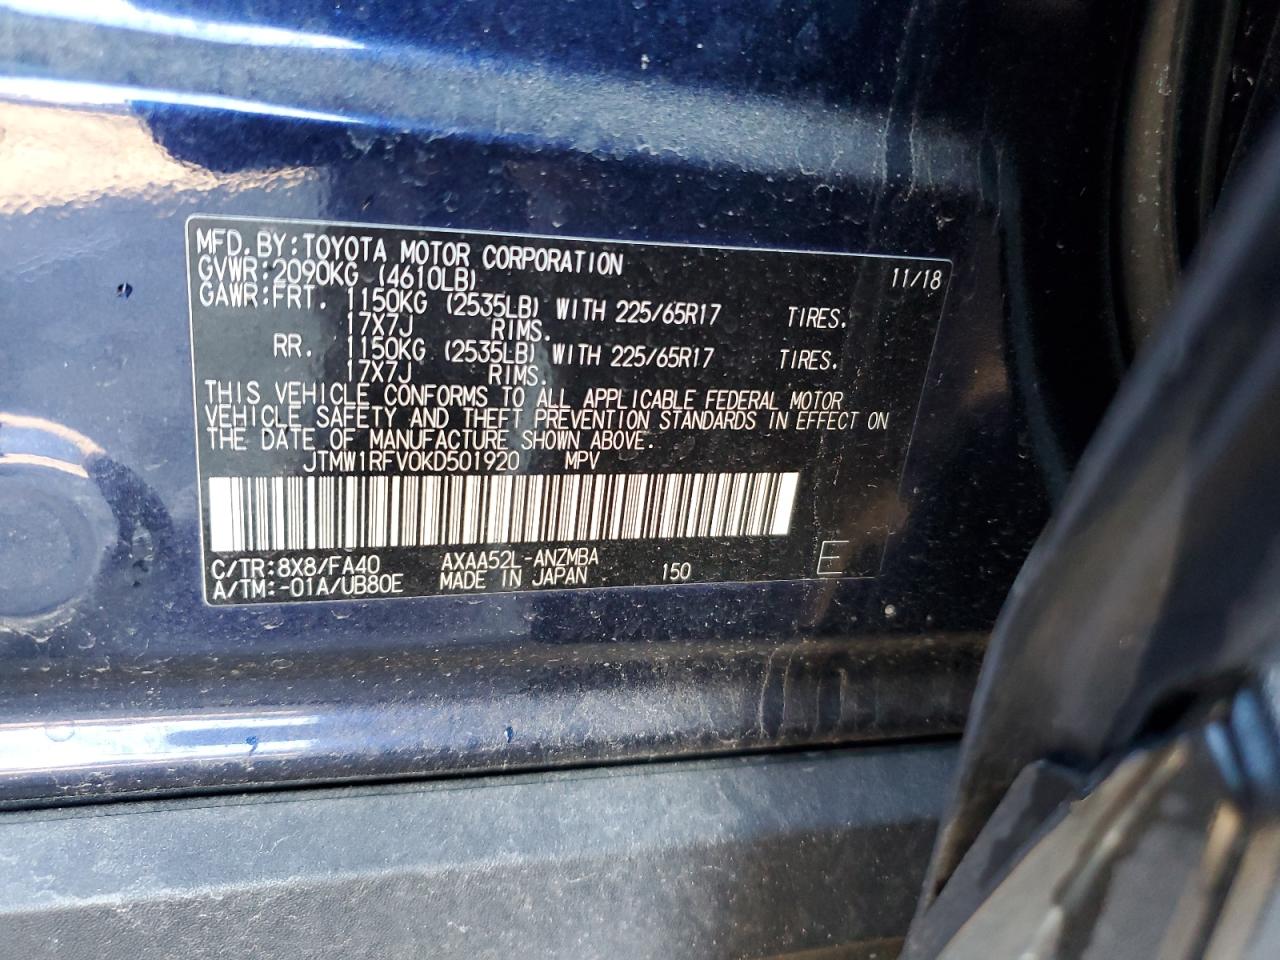 MFD. BY: TOYOTA MOTOR CORPORATION 11/18
GVWR: 2090KG (4610LB)
GAWR: FRT. 1150KG (2535LB) WITH 225/65R17 TIRES.
17X7J RIMS.
RR. 1150KG (2535LB) WITH 225/65R17 TIRES.
17X7J RIMS.
THIS VEHICLE CONFORMS TO ALL APPLICABLE FEDERAL MOTOR
VEHICLE SAFETY AND THEFT PREVENTION STANDARDS IN EFFECT ON
THE DATE OF MANUFACTURE SHOWN ABOVE.
JTMW1RFV0KD501920 MPV
C/TR: 8X8/FA40 AXAA52L-ANZMBA
A/TM: -01A/UB80E MADE IN JAPAN 150 E